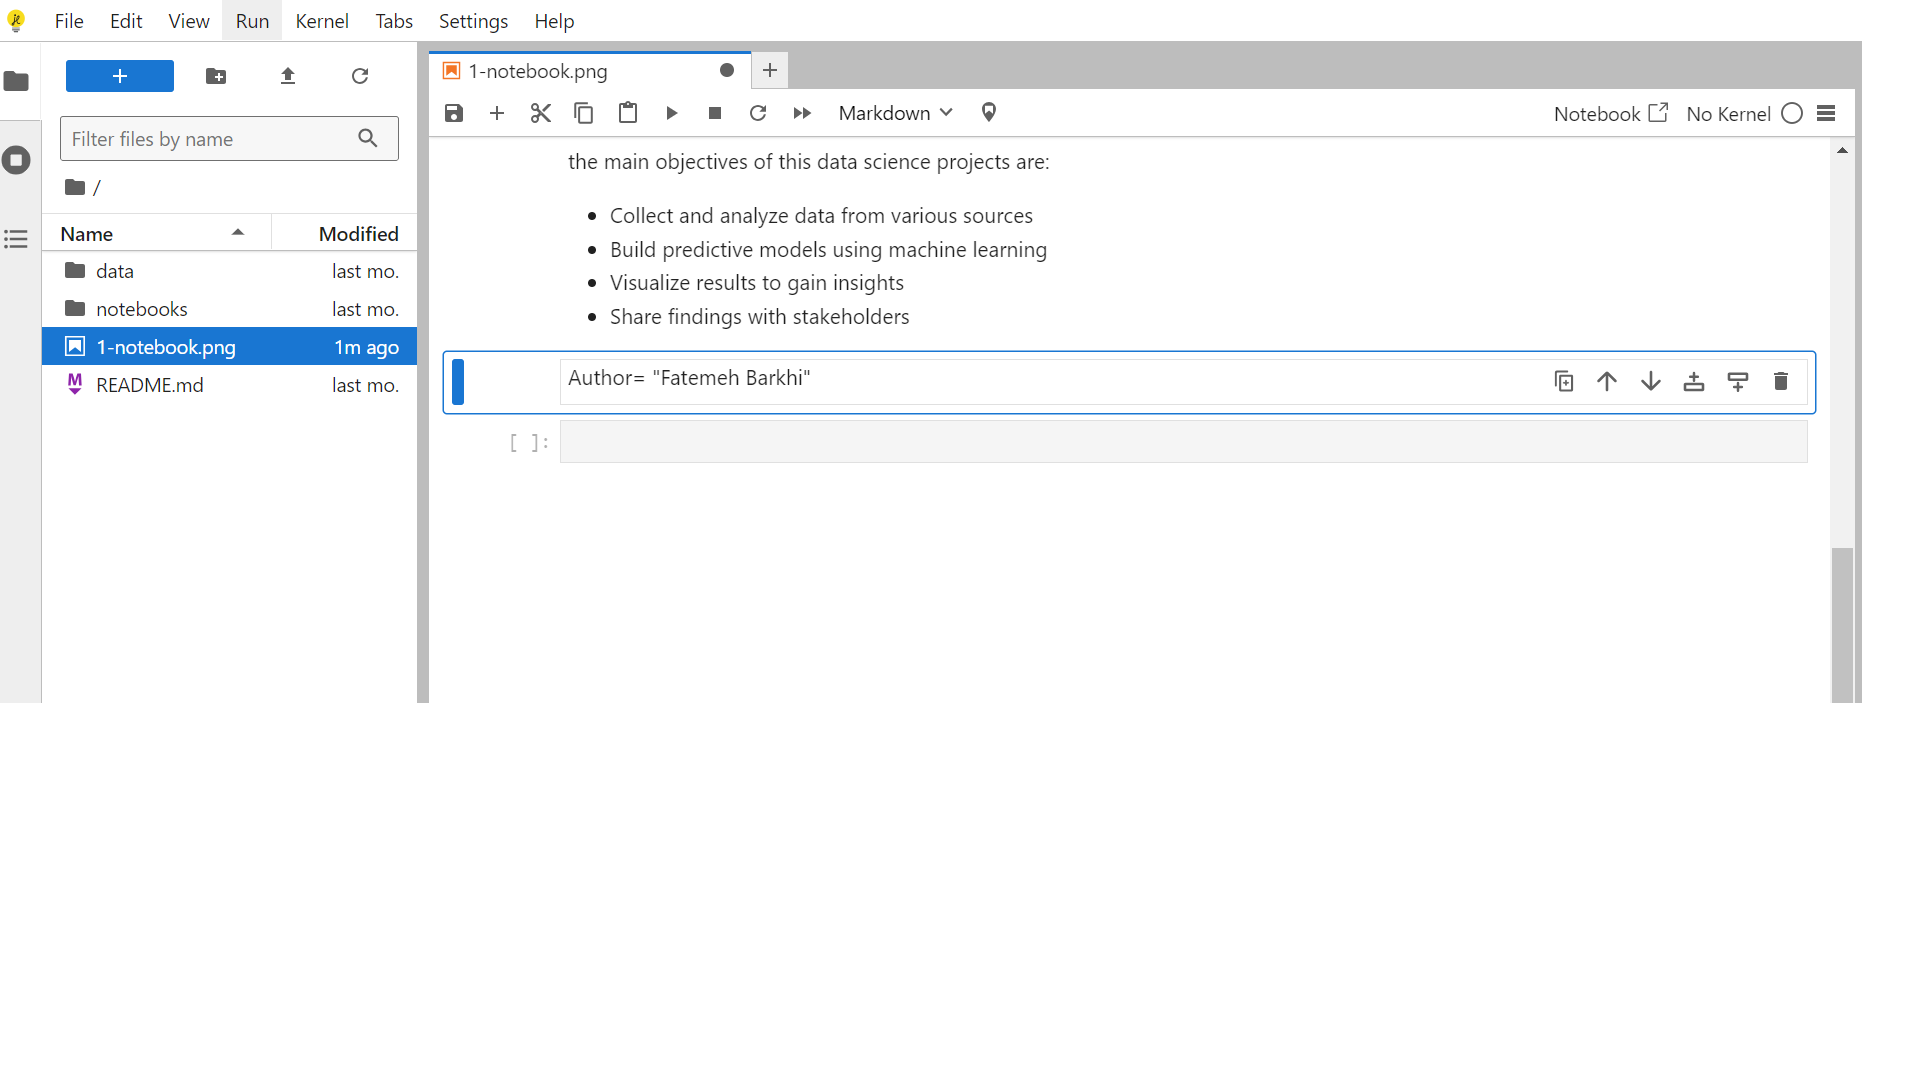 File Edit View Run Kernel Tabs Settings Help
1-notebook.png
Markdown Notebook No Kernel
Filter files by name
/
Name Modified
data last mo.
notebooks last mo.
1-notebook.png 1m ago
README.md last mo.
the main objectives of this data science projects are:
• Collect and analyze data from various sources
• Build predictive models using machine learning
• Visualize results to gain insights
• Share findings with stakeholders
Author= "Fatemeh Barkhi"
[ ]: